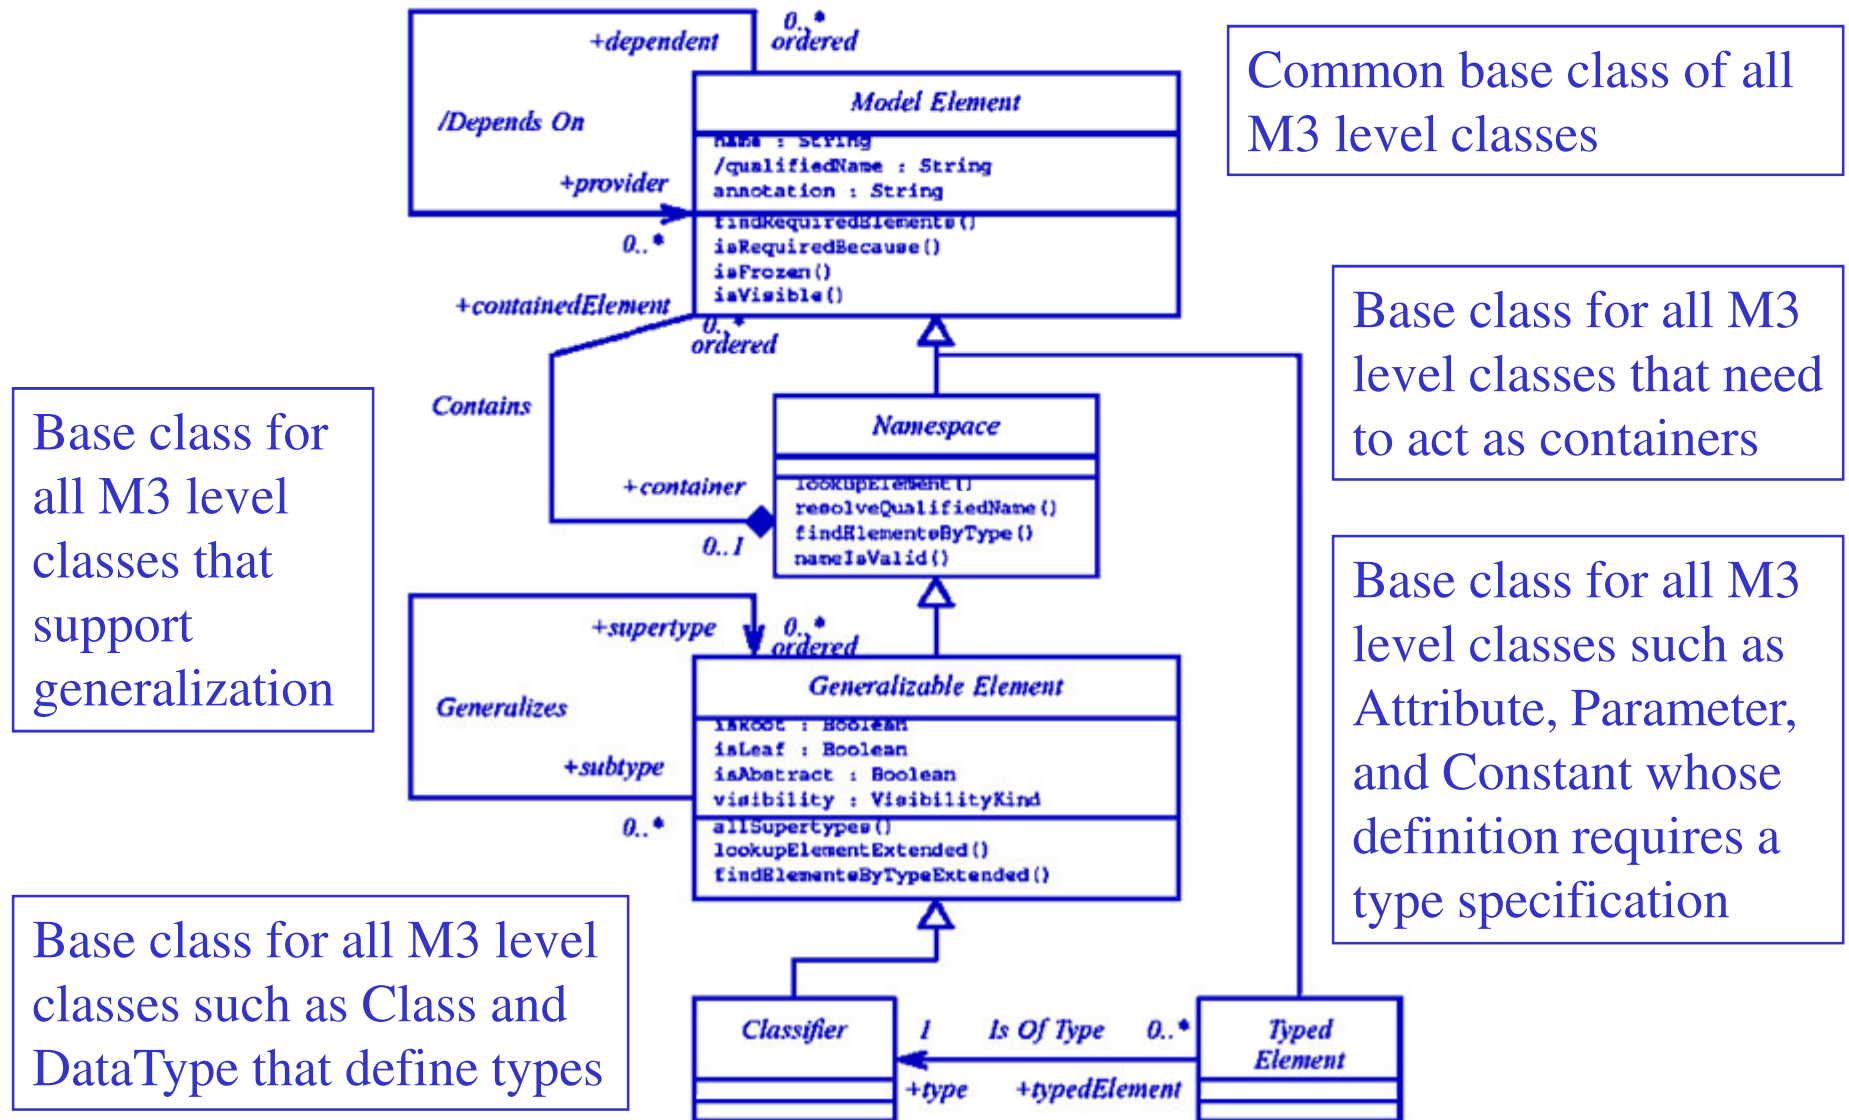 +dependent
0..*
ordered
Model Element
/Depends On
name : String
/qualifiedName : String
annotation : String
+provider
0..*
findRequiredElements()
isRequiredBecause()
isFrozen()
isVisible()
+containedElement
0..*
ordered
Contains
Namespace
+container
0..1
lookupElement()
resolveQualifiedName()
findElementsByType()
nameIsValid()
+supertype
0..*
ordered
Generalizable Element
Generalizes
isRoot : Boolean
isLeaf : Boolean
isAbstract : Boolean
visibility : VisibilityKind
+subtype
0..*
allSupertypes()
lookupElementExtended()
findElementsByTypeExtended()
Classifier
1
Is Of Type
0..*
+type
+typedElement
Typed
Element
Common base class of all
M3 level classes
Base class for all M3
level classes that need
to act as containers
Base class for all M3
level classes such as
Attribute, Parameter,
and Constant whose
definition requires a
type specification
Base class for
all M3 level
classes that
support
generalization
Base class for all M3 level
classes such as Class and
DataType that define types